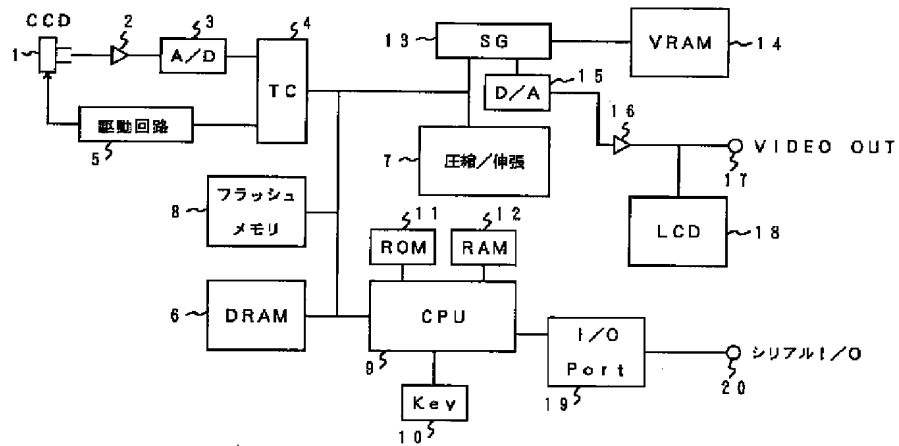 CCD
1
2
3
A/D
4
TC
駆動回路
5
13
SG
VRAM
14
15
D/A
16
VIDEO OUT
17
7
圧縮/伸張
LCD
18
8
フラッシュ
メモリ
11
ROM
12
RAM
6
DRAM
CPU
9
I/O
Port
19
シリアルI/O
20
Key
10